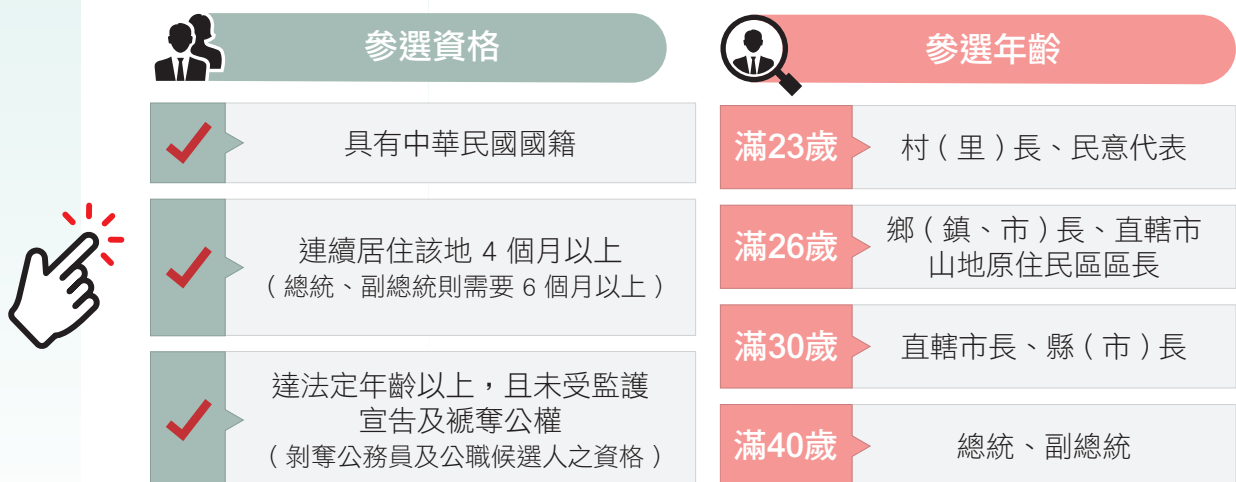 參選資格
具有中華民國國籍
連續居住該地 4 個月以上
（總統、副總統則需要 6 個月以上）
達法定年齡以上，且未受監護
宣告及褫奪公權
（剝奪公務員及公職候選人之資格）
參選年齡
滿23歲
村（里）長、民意代表
滿26歲
鄉（鎮、市）長、直轄市
山地原住民區區長
滿30歲
直轄市長、縣（市）長
滿40歲
總統、副總統